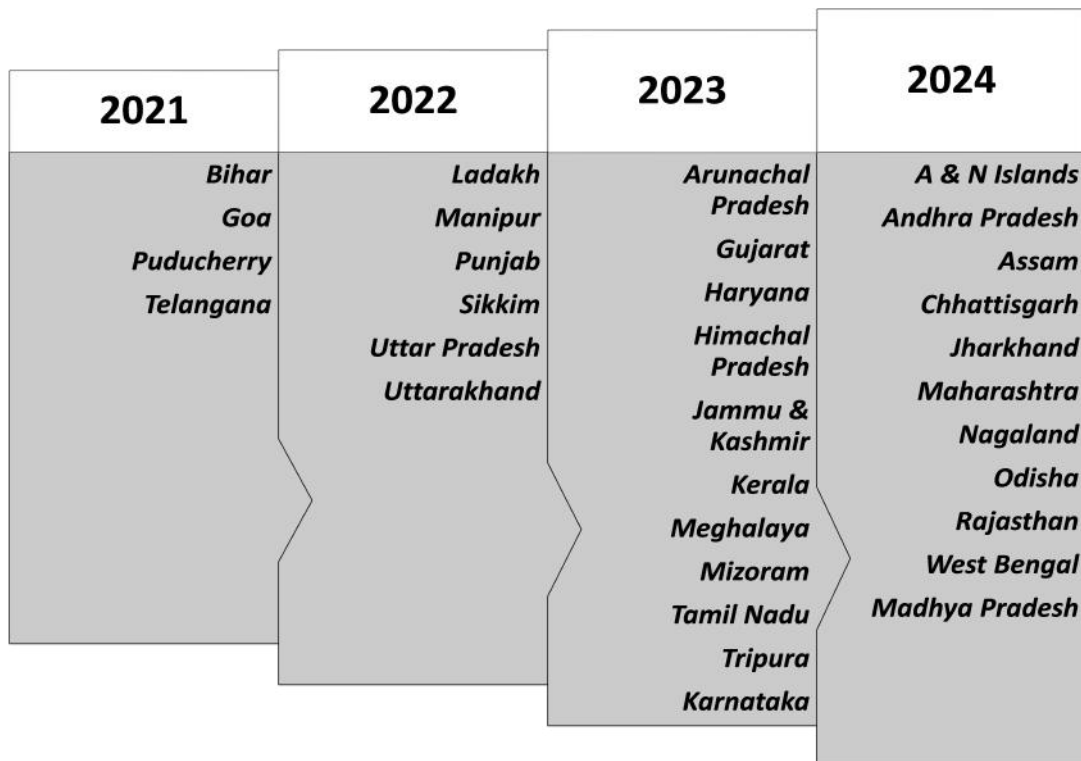 2021
Bihar
Goa
Puducherry
Telangana
2022
Ladakh
Manipur
Punjab
Sikkim
Uttar Pradesh
Uttarakhand
2023
Arunachal
Pradesh
Gujarat
Haryana
Himachal
Pradesh
Jammu &
Kashmir
Kerala
Meghalaya
Mizoram
Tamil Nadu
Tripura
Karnataka
2024
A & N Islands
Andhra Pradesh
Assam
Chhattisgarh
Jharkhand
Maharashtra
Nagaland
Odisha
Rajasthan
West Bengal
Madhya Pradesh